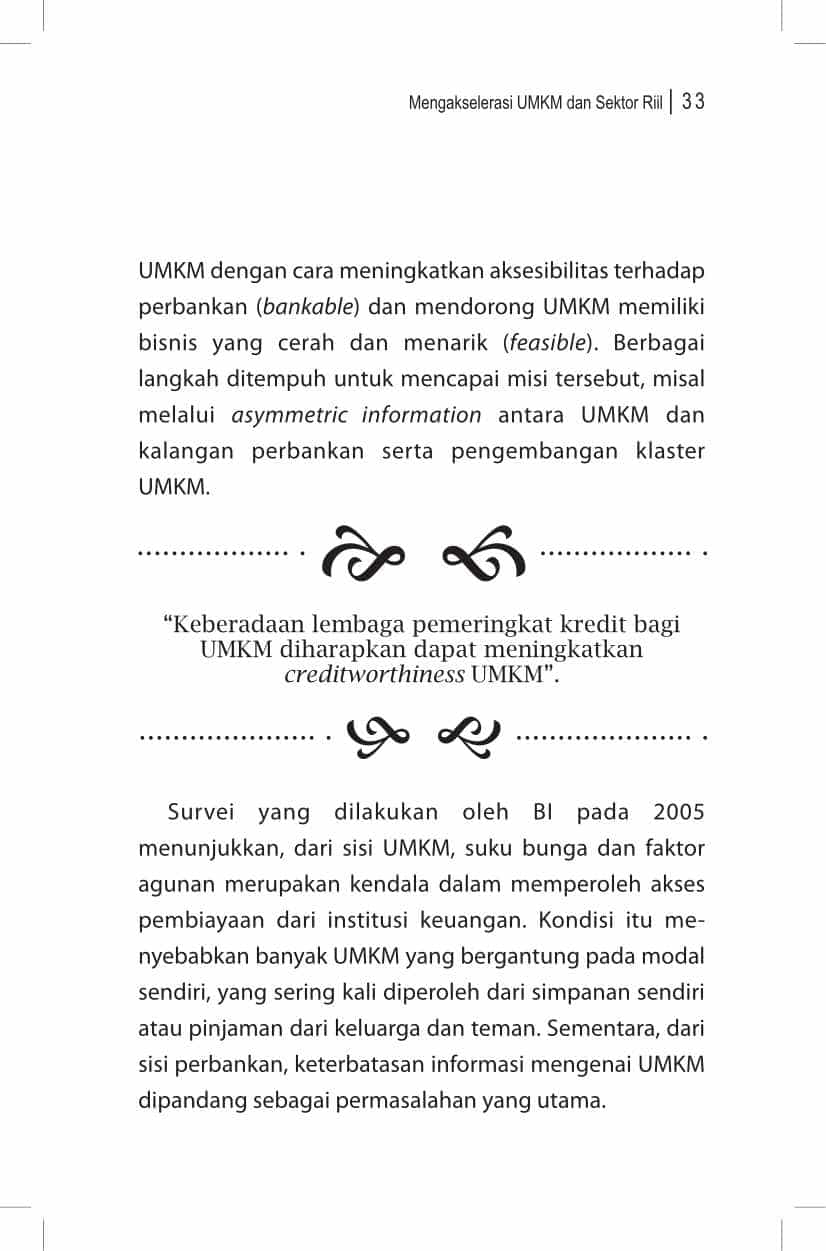 Mengakselerasi UMKM dan Sektor Riil | 33
UMKM dengan cara meningkatkan aksesibilitas terhadap
perbankan (bankable) dan mendorong UMKM memiliki
bisnis yang cerah dan menarik (feasible). Berbagai
langkah ditempuh untuk mencapai misi tersebut, misal
melalui asymmetric information antara UMKM dan
kalangan perbankan serta pengembangan klaster
UMKM.
“Keberadaan lembaga pemeringkat kredit bagi
UMKM diharapkan dapat meningkatkan
creditworthiness UMKM”.
Survei yang dilakukan oleh BI pada 2005
menunjukkan, dari sisi UMKM, suku bunga dan faktor
agunan merupakan kendala dalam memperoleh akses
pembiayaan dari institusi keuangan. Kondisi itu me-
nyebabkan banyak UMKM yang bergantung pada modal
sendiri, yang sering kali diperoleh dari simpanan sendiri
atau pinjaman dari keluarga dan teman. Sementara, dari
sisi perbankan, keterbatasan informasi mengenai UMKM
dipandang sebagai permasalahan yang utama.